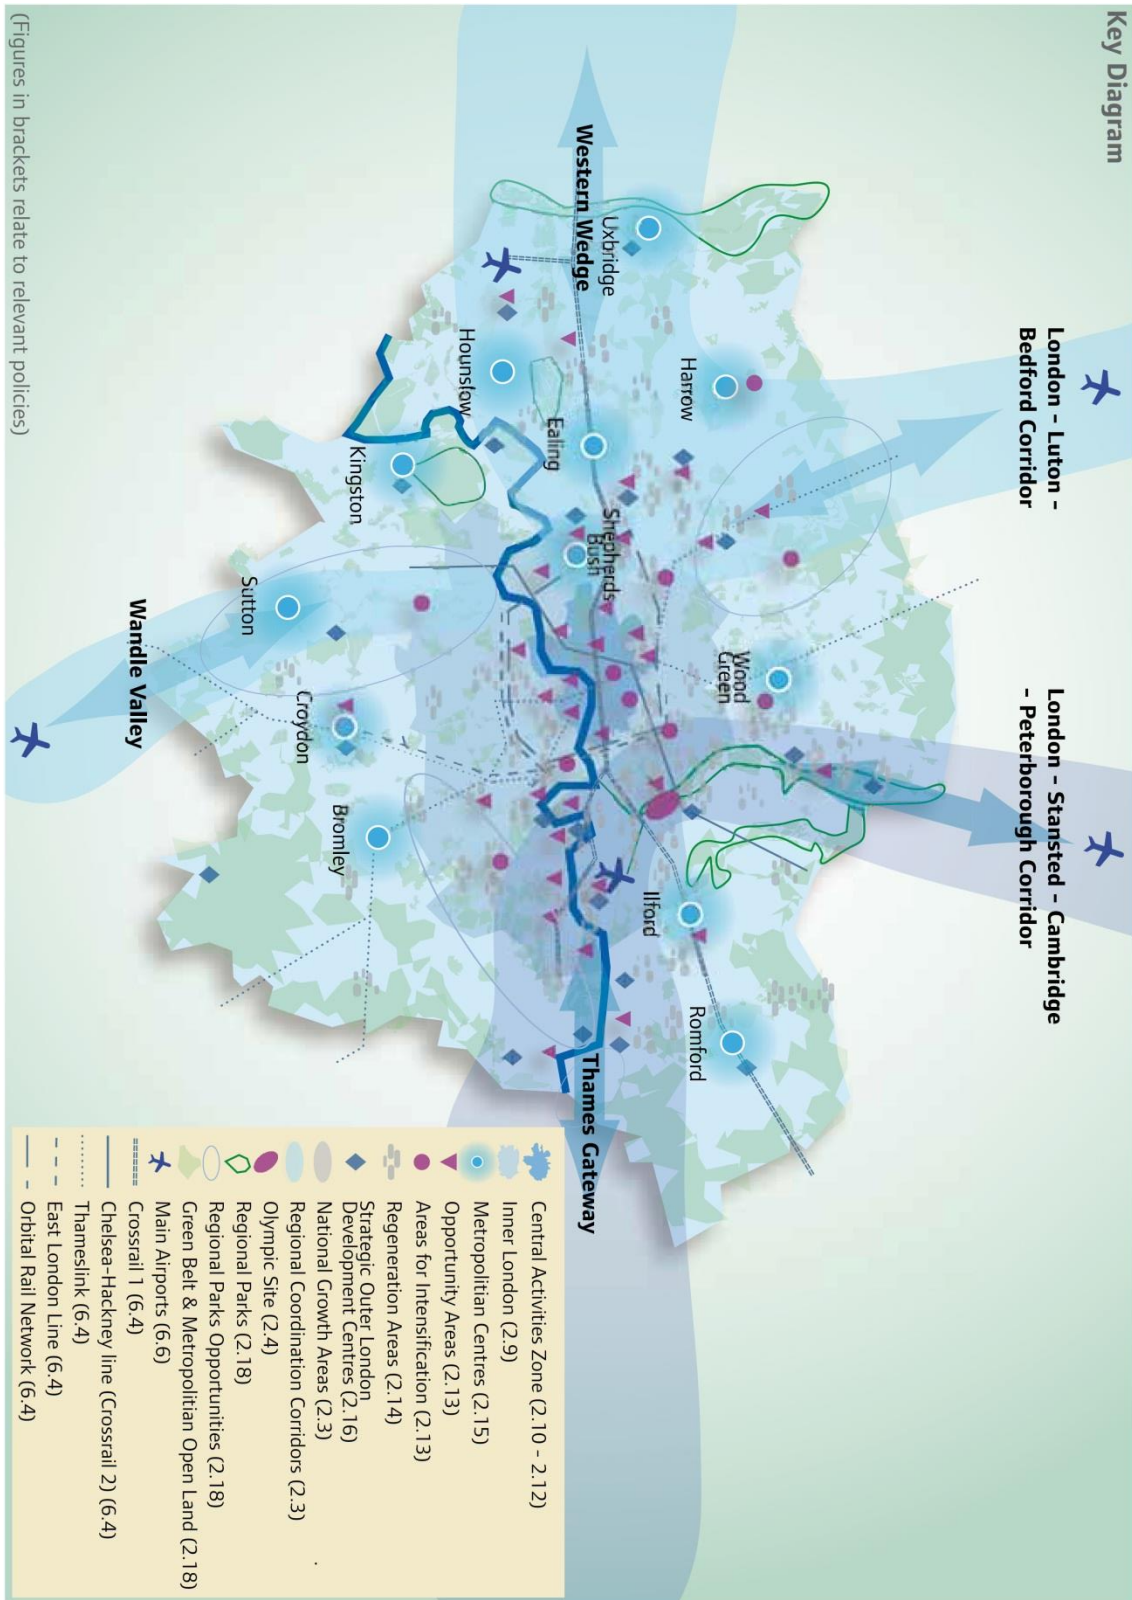 Key Diagram
London – Luton –
Bedford Corridor
London – Stansted – Cambridge
– Peterborough Corridor
Western Wedge
Uxbridge
Harrow
Wood
Green
Hounslow
Ealing
Shepherds
Bush
Ilford
Romford
Kingston
Thames Gateway
Sutton
Croydon
Bromley
Wandle Valley
Central Activities Zone (2.10 - 2.12)
Inner London (2.9)
Metropolitian Centres (2.15)
Opportunity Areas (2.13)
Areas for Intensification (2.13)
Regeneration Areas (2.14)
Strategic Outer London
Development Centres (2.16)
National Growth Areas (2.3)
Regional Coordination Corridors (2.3)
Olympic Site (2.4)
Regional Parks (2.18)
Regional Parks Opportunities (2.18)
Green Belt & Metropolitian Open Land (2.18)
Main Airports (6.6)
Crossrail 1 (6.4)
Chelsea-Hackney line (Crossrail 2) (6.4)
Thameslink (6.4)
East London Line (6.4)
Orbital Rail Network (6.4)
(Figures in brackets relate to relevant policies)